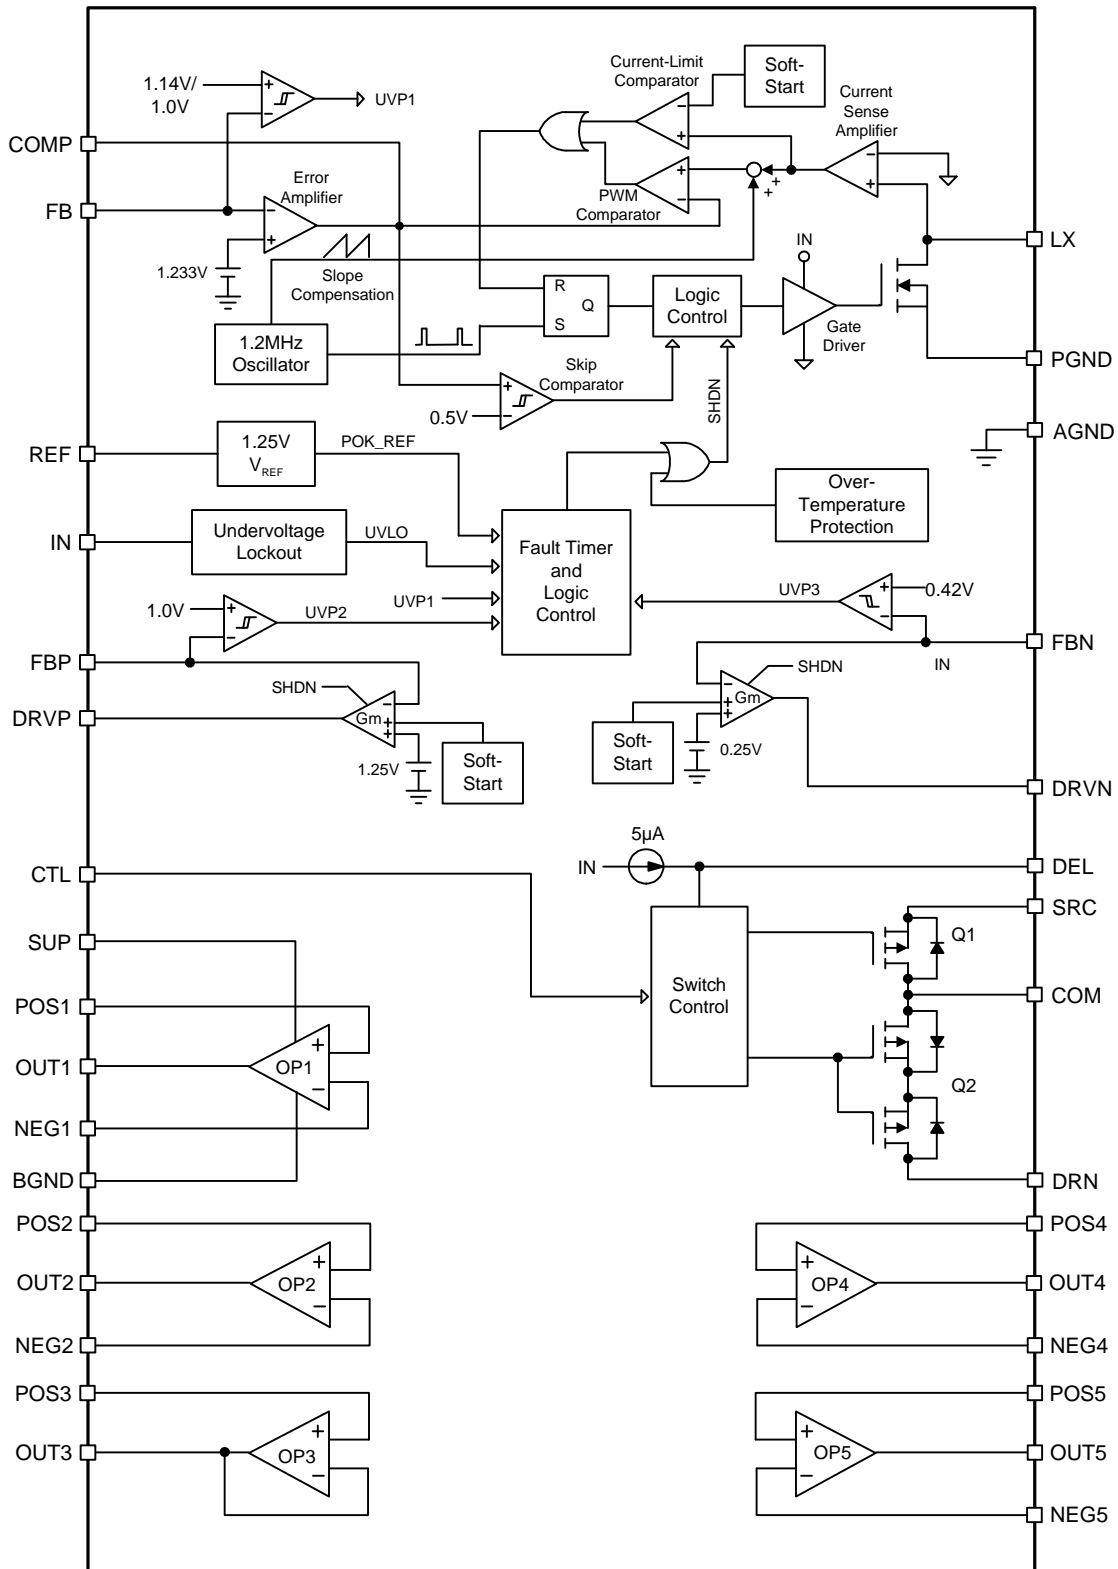 Current-Limit
Comparator
Soft-
Start
1.14V/
1.0V
+
−
UVP1
Current
Sense
Amplifier
COMP
Error
Amplifier
FB
−
+
1.233V
Slope
Compensation
−
+
+
−
PWM
Comparator
+
+
−
+
IN
LX
R
S
Q
Logic
Control
Gate
Driver
1.2MHz
Oscillator
PGND
Skip
Comparator
+
−
0.5V
SHDN
AGND
REF
1.25V
VREF
POK_REF
Over-
Temperature
Protection
IN
Undervoltage
Lockout
UVLO
Fault Timer
and
Logic
Control
UVP1
UVP3
+
−
0.42V
1.0V
+
−
UVP2
FBP
FBN
IN
SHDN
SHDN
DRVP
Gm
−
+
+
1.25V
Soft-
Start
Gm
−
+
+
Soft-
Start
0.25V
DRVN
5µA
IN
CTL
DEL
SRC
Q1
SUP
Switch
Control
COM
POS1
OUT1
OP1
+
−
Q2
NEG1
BGND
DRN
POS2
POS4
OUT2
OP2
+
−
+
−
OP4
OUT4
NEG2
NEG4
POS3
POS5
OUT3
OP3
+
−
+
−
OP5
OUT5
NEG5